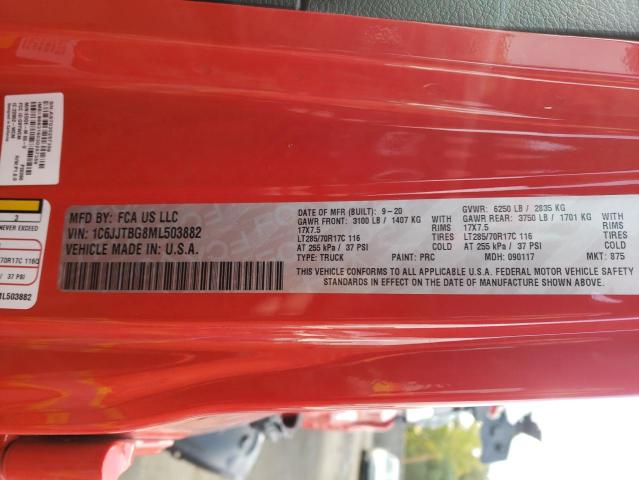 MFD BY: FCA US LLC
VIN: 1C6JJTBG8ML503882
VEHICLE MADE IN U.S.A.
DATE OF MFR (BUILT): 9-20
GVWR: 6250 LB / 2835 KG
GAWR FRONT: 3100 LB / 1407 KG WITH GAWR REAR: 3750 LB / 1701 KG WITH
17X7.5 RIMS 17X7.5 RIMS
LT285/70R17C 116 TIRES LT285/70R17C 116 TIRES
AT 255 kPa / 37 PSI AT 255 kPa / 37 PSI
TYPE: TRUCK PAINT: PRC MDH: 090117 MKT: 875
THIS VEHICLE CONFORMS TO ALL APPLICABLE U.S.A. FEDERAL MOTOR VEHICLE SAFETY
STANDARDS IN EFFECT ON THE DATE OF MANUFACTURE SHOWN ABOVE.
2
NEVER EXCEED
70R17C 116Q
/ 37 PSI
ML503882